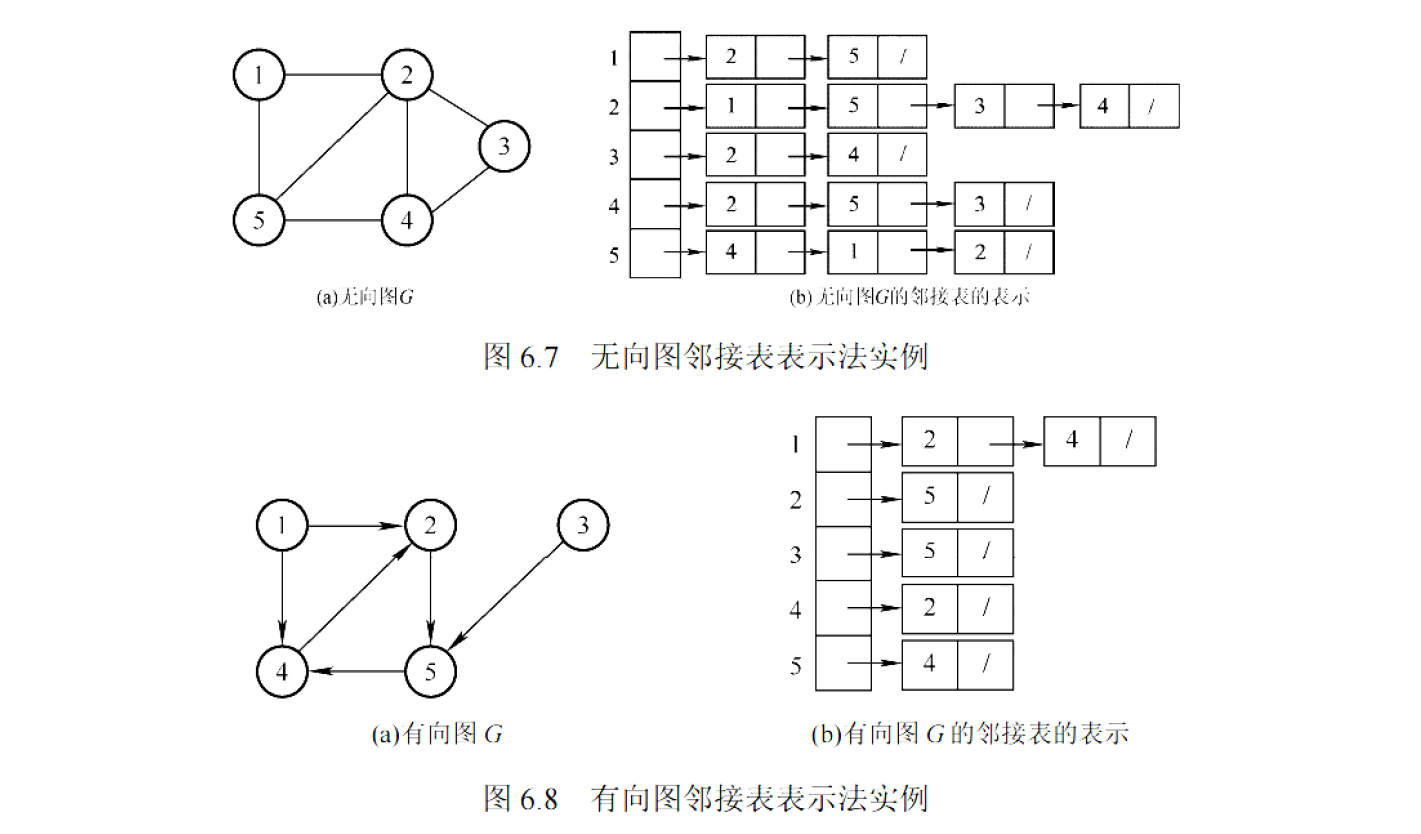 1 2 5 /
2 1 5 3 4 /
3 2 4 /
4 2 5 3 /
5 4 1 2 /
1 2
3
5 4
(a)无向图G
(b)无向图G的邻接表的表示
图 6.7 无向图邻接表表示法实例
1 2 4 /
2 5 /
3 5 /
4 2 /
5 4 /
1 2 3
4 5
(a)有向图 G
(b)有向图 G 的邻接表的表示
图 6.8 有向图邻接表表示法实例